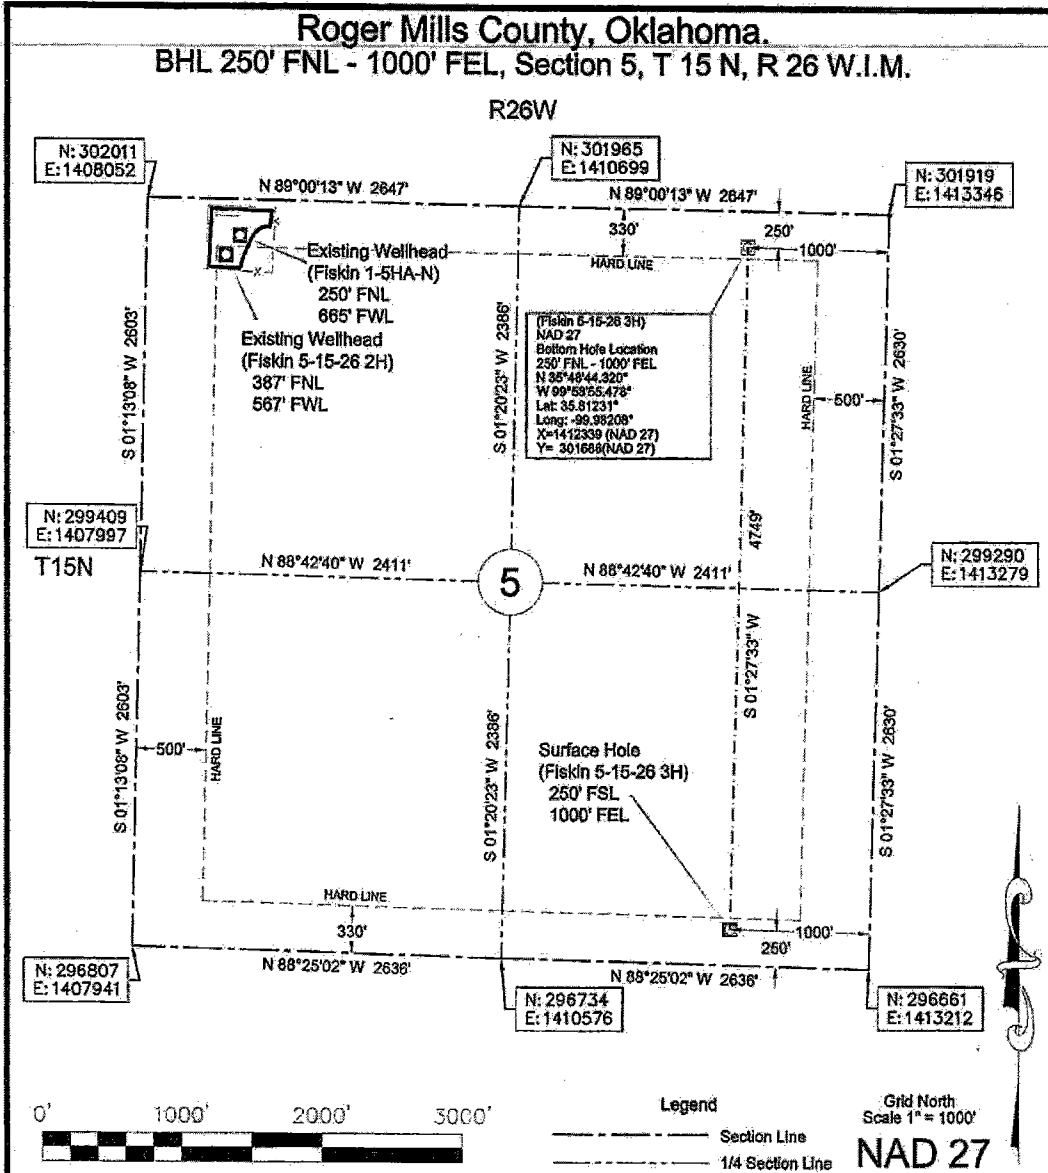 Roger Mills County, Oklahoma.
BHL 250' FNL - 1000' FEL, Section 5, T 15 N, R 26 W.I.M.
R26W
N: 302011
E: 1408052
N: 301965
E: 1410699
N: 301919
E: 1413346
N 89°00'13" W 2647'
N 89°00'13" W 2647'
330'
250'
1000'
HARD LINE
Existing Wellhead
(Fiskin 1-5HA-N)
250' FNL
665' FWL
Existing Wellhead
(Fiskin 5-15-26 2H)
387' FNL
567' FWL
(Fiskin 5-15-26 3H)
NAD 27
Bottom Hole Location
250' FNL - 1000' FEL
N 35°48'44.320"
W 99°58'55.478"
Lat: 35.81231°
Long: -99.98208°
X=1412339 (NAD 27)
Y= 301686(NAD 27)
S 01°13'08" W 2603'
S 01°20'23" W 2386'
HARD LINE
500'
S 01°27'33" W 2630'
N: 299409
E: 1407997
T15N
N 88°42'40" W 2411'
5
N 88°42'40" W 2411'
4749'
N: 299290
E: 1413279
S 01°27'33" W
S 01°13'08" W 2603'
500'
HARD LINE
S 01°20'23" W 2386'
Surface Hole
(Fiskin 5-15-26 3H)
250' FSL
1000' FEL
S 01°27'33" W 2630'
HARD LINE
330'
1000'
250'
N 88°25'02" W 2636'
N 88°25'02" W 2636'
N: 296807
E: 1407941
N: 296734
E: 1410576
N: 296661
E: 1413212
0' 1000' 2000' 3000'
Legend
Section Line
1/4 Section Line
Grid North
Scale 1" = 1000'
NAD 27